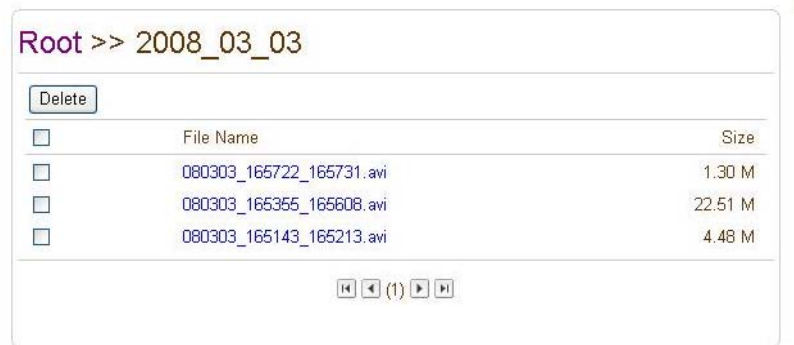 Root >> 2008_03_03
Delete
File Name Size
080303_165722_165731.avi 1.30 M
080303_165355_165608.avi 22.51 M
080303_165143_165213.avi 4.48 M
(1)